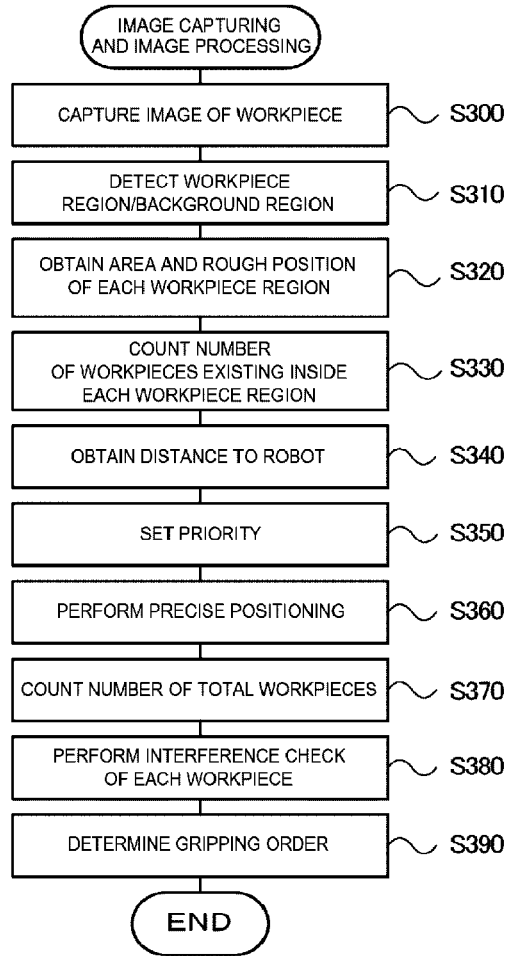 IMAGE CAPTURING
AND IMAGE PROCESSING
CAPTURE IMAGE OF WORKPIECE
S300
DETECT WORKPIECE
REGION/BACKGROUND REGION
S310
OBTAIN AREA AND ROUGH POSITION
OF EACH WORKPIECE REGION
S320
COUNT NUMBER
OF WORKPIECES EXISTING INSIDE
EACH WORKPIECE REGION
S330
OBTAIN DISTANCE TO ROBOT
S340
SET PRIORITY
S350
PERFORM PRECISE POSITIONING
S360
COUNT NUMBER OF TOTAL WORKPIECES
S370
PERFORM INTERFERENCE CHECK
OF EACH WORKPIECE
S380
DETERMINE GRIPPING ORDER
S390
END